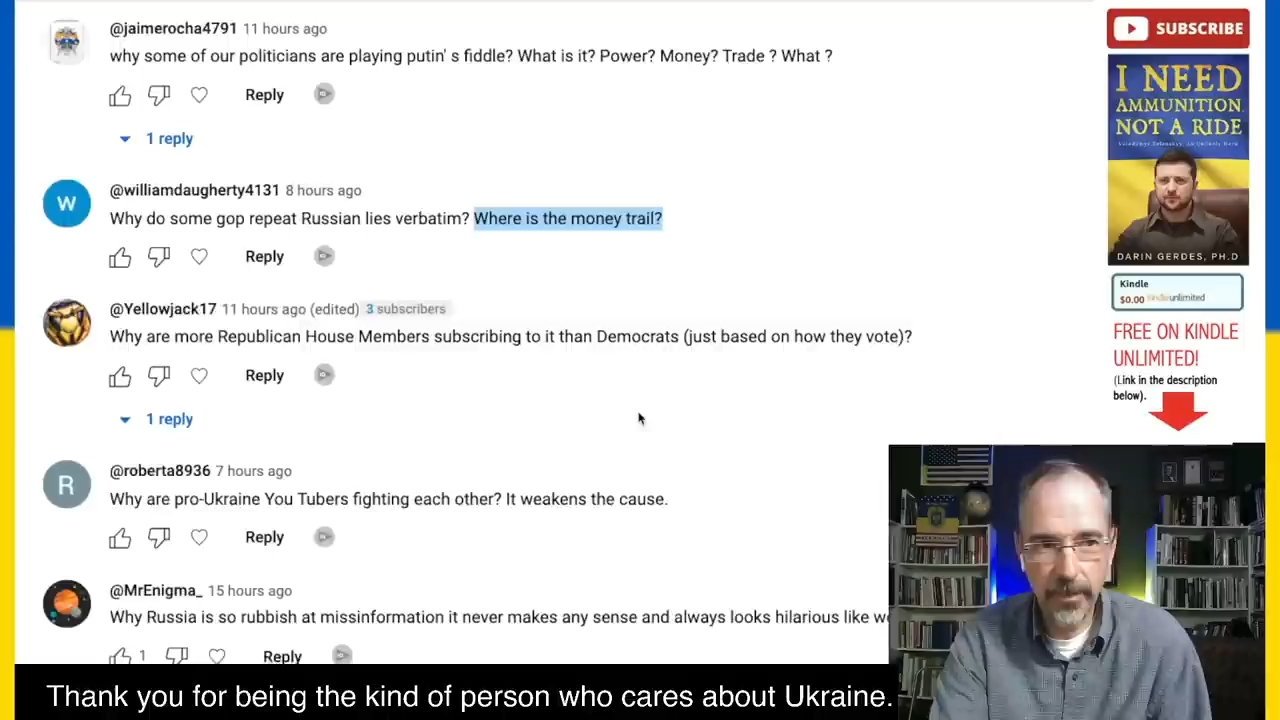 @jaimerocha4791 11 hours ago
why some of our politicians are playing putin' s fiddle? What is it? Power? Money? Trade ? What ?
Reply
1 reply
W
@williamdaugherty4131 8 hours ago
Why do some gop repeat Russian lies verbatim? Where is the money trail?
Reply
@Yellowjack17 11 hours ago (edited) 3 subscribers
Why are more Republican House Members subscribing to it than Democrats (just based on how they vote)?
Reply
1 reply
R
@roberta8936 7 hours ago
Why are pro-Ukraine You Tubers fighting each other? It weakens the cause.
Reply
@MrEnigma_ 15 hours ago
Why Russia is so rubbish at missinformation it never makes any sense and always looks hilarious like
1
Reply
SUBSCRIBE
I NEED
AMMUNITION,
NOT A RIDE
Volodymyr Zelenskyy, An Unlikely Hero
DARIN GERDES, PH.D
Kindle
$0.00 kindleunlimited
FREE ON KINDLE
UNLIMITED!
(Link in the description
below).
Thank you for being the kind of person who cares about Ukraine.